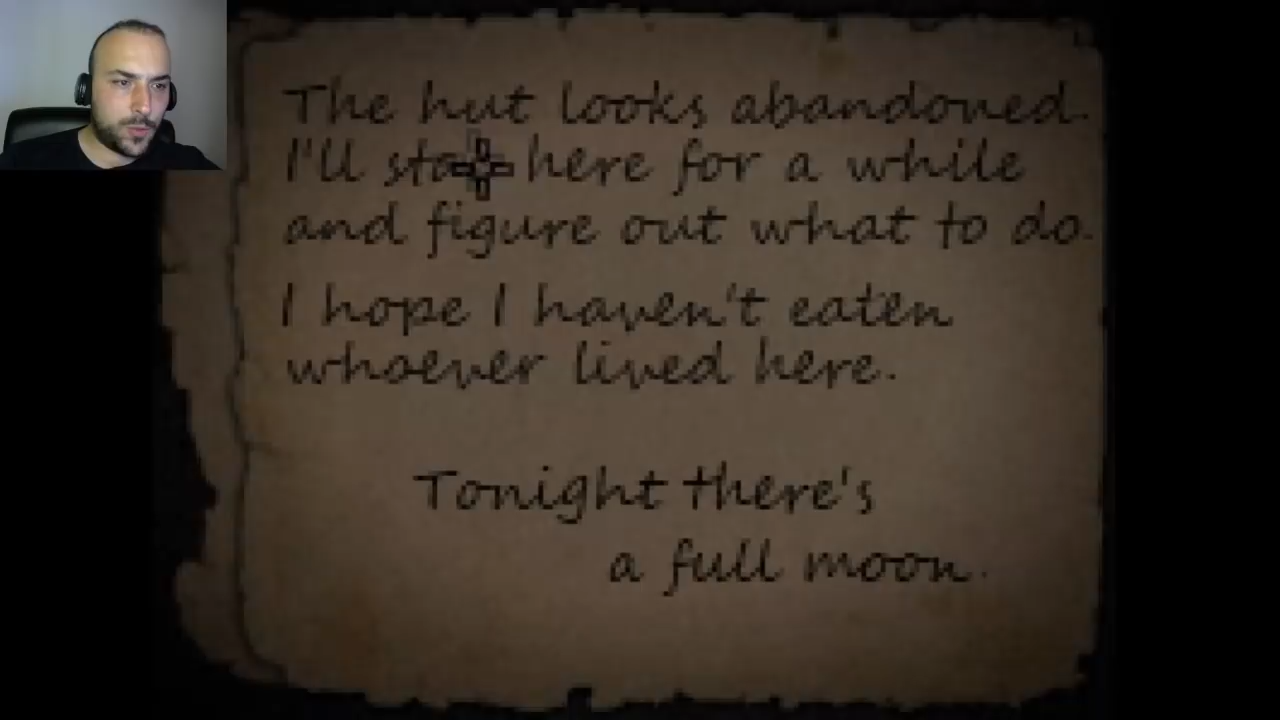 The hut looks abandoned.
I'll stay here for a while
and figure out what to do.
I hope I haven't eaten
whoever lived here.
Tonight there's
a full moon.